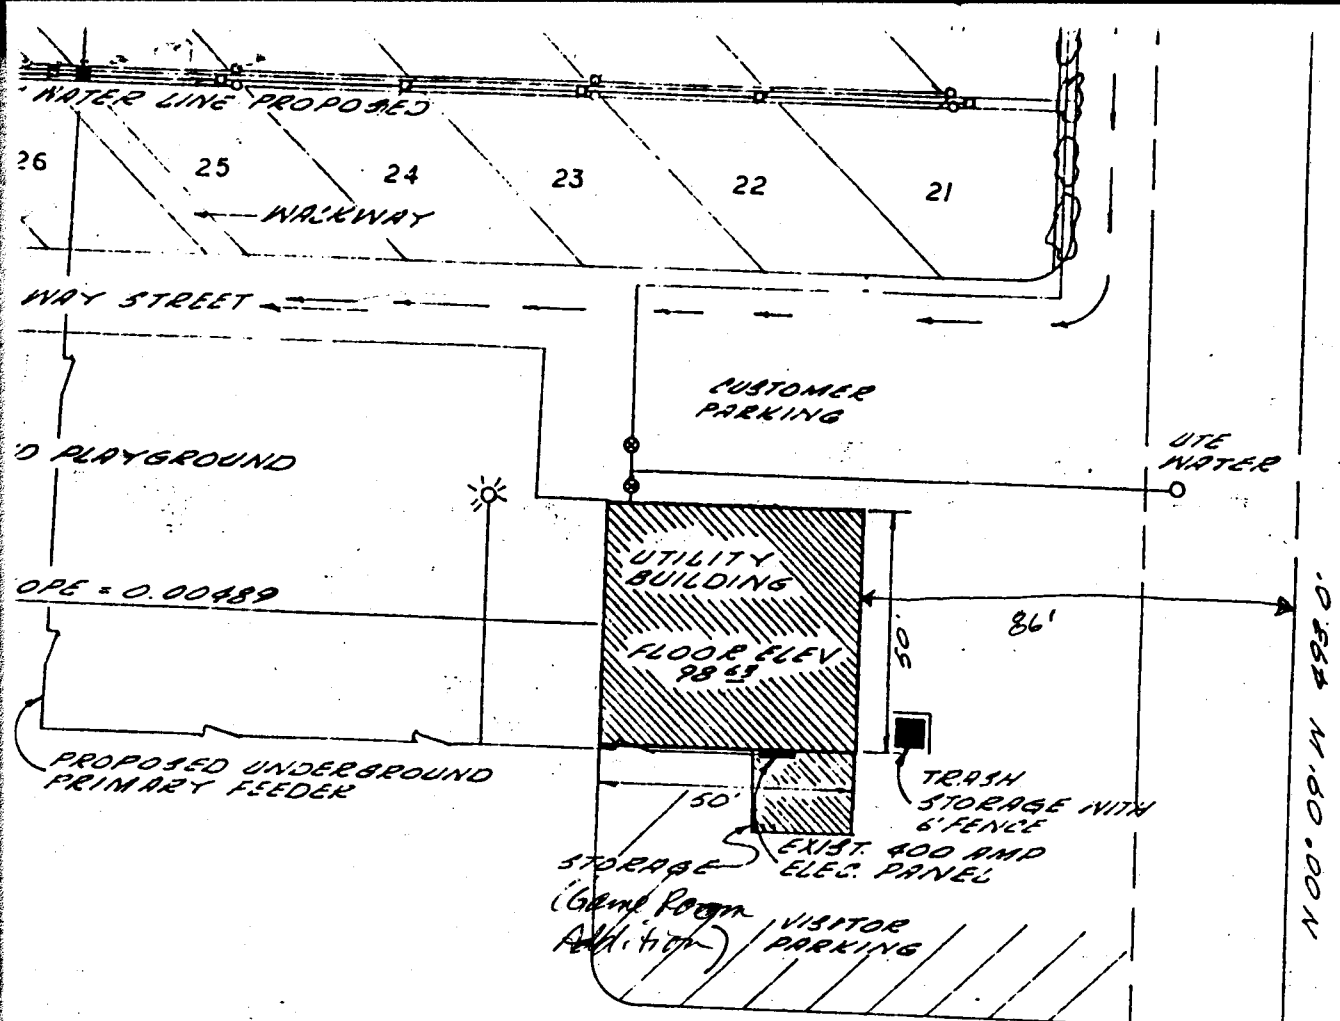 WATER LINE PROPOSED
26
25
24
23
22
21
WALKWAY
WAY STREET
CUSTOMER
PARKING
UTE
WATER
D PLAYGROUND
OPE = 0.00489
UTILITY
BUILDING
FLOOR ELEV
98 63
50'
86'
N00°09'W 498.0'
PROPOSED UNDERGROUND
PRIMARY FEEDER
50'
TRASH
STORAGE WITH
6' FENCE
EXIST. 400 AMP
ELEC. PANEL
STORAGE
(Game Room
Addition)
VISITOR
PARKING